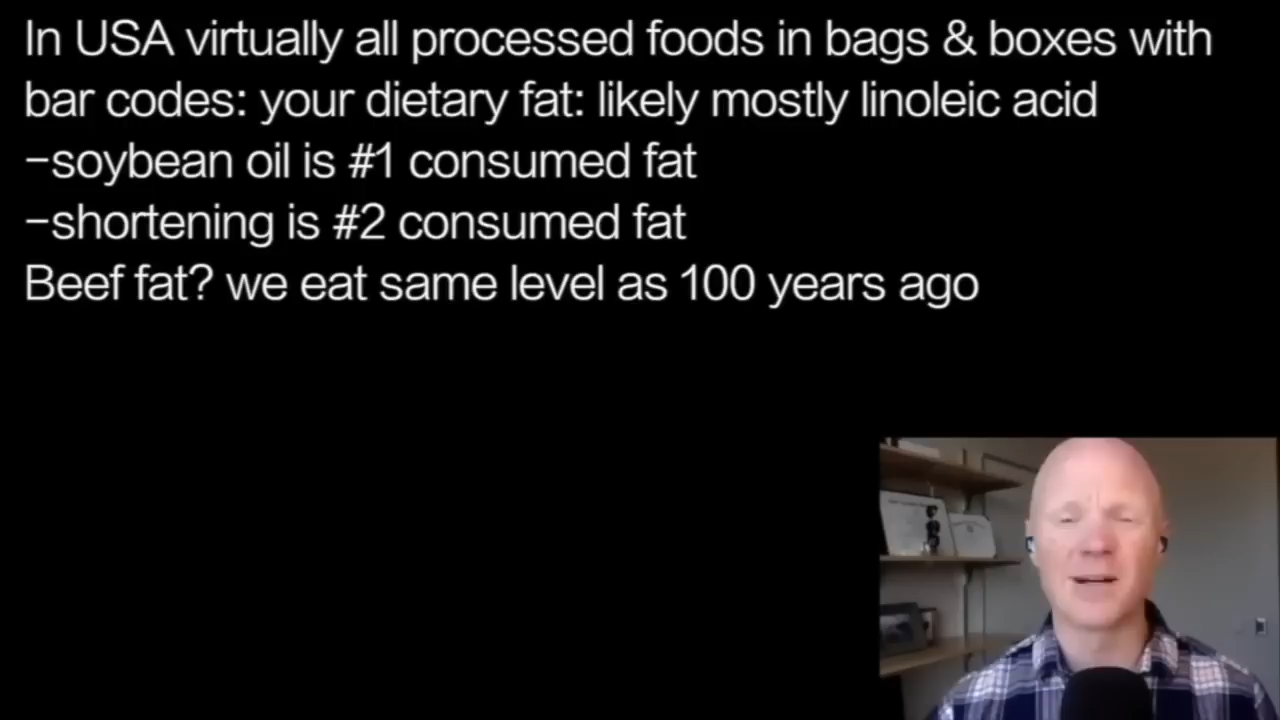 In USA virtually all processed foods in bags & boxes with
bar codes: your dietary fat: likely mostly linoleic acid
–soybean oil is #1 consumed fat
–shortening is #2 consumed fat
Beef fat? we eat same level as 100 years ago